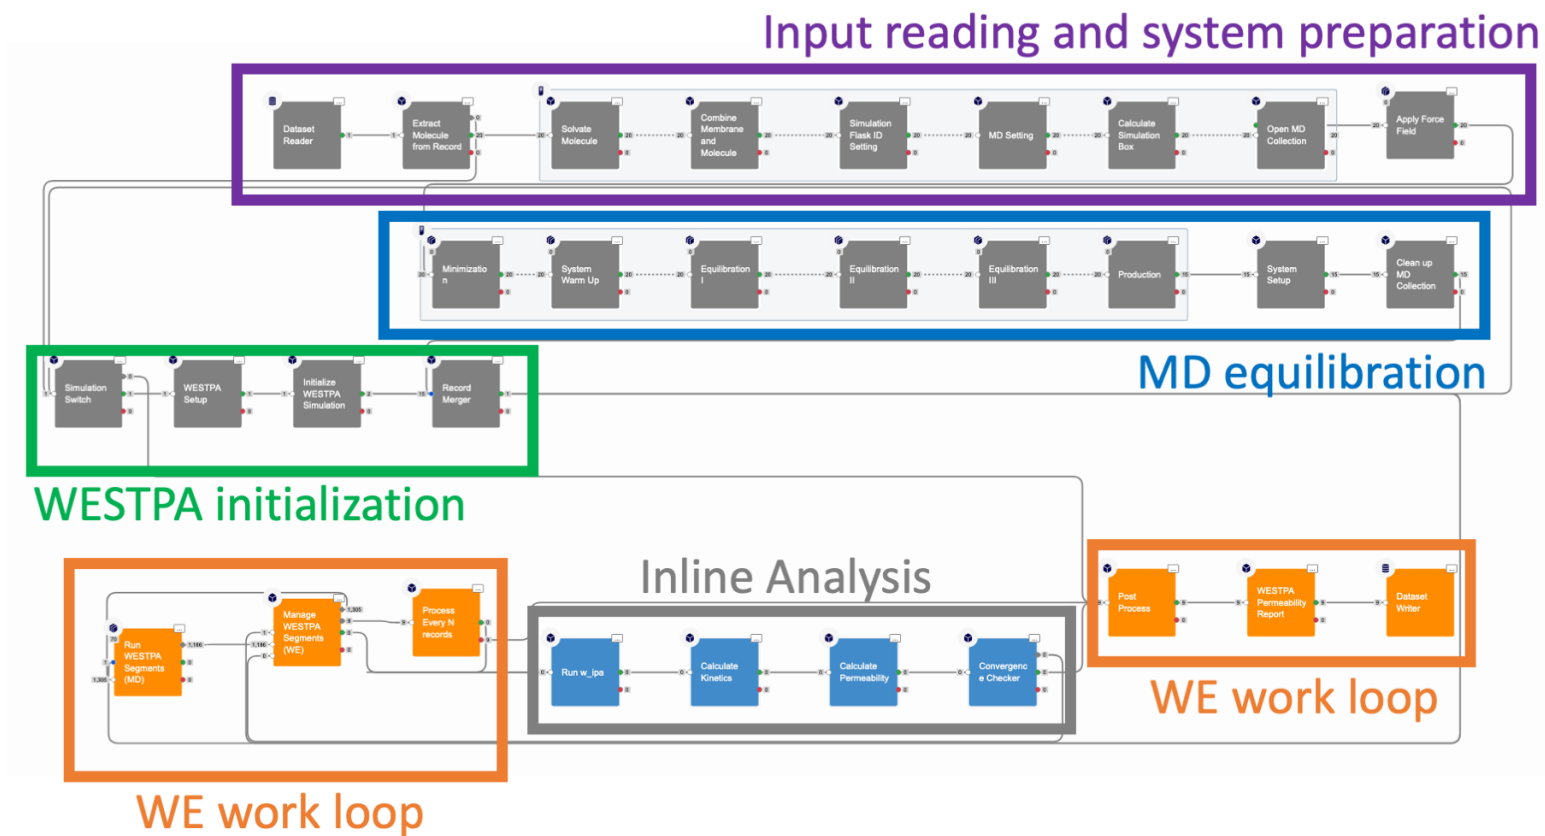 Input reading and system preparation
Dataset
Reader
Extract
Molecule
from Record
Solvate
Molecule
Combine
Membrane
and
Molecule
Simulation
Flask ID
Setting
MD Setting
Calculate
Simulation
Box
Open MD
Collection
Apply Force
Field
Minimizatio
n
System
Warm Up
Equilibration
I
Equilibration
II
Equilibration
III
Production
System
Setup
Clean up
MD
Collection
MD equilibration
Simulation
Switch
WESTPA
Setup
Initialize
WESTPA
Simulation
Record
Merger
WESTPA initialization
Inline Analysis
Run
WESTPA
Segments
(MD)
Manage
WESTPA
Segments
(WE)
Process
Every N
records
Run w_ipa
Calculate
Kinetics
Calculate
Permeability
Convergenc
e Checker
Post
Process
WESTPA
Permeability
Report
Dataset
Writer
WE work loop
WE work loop